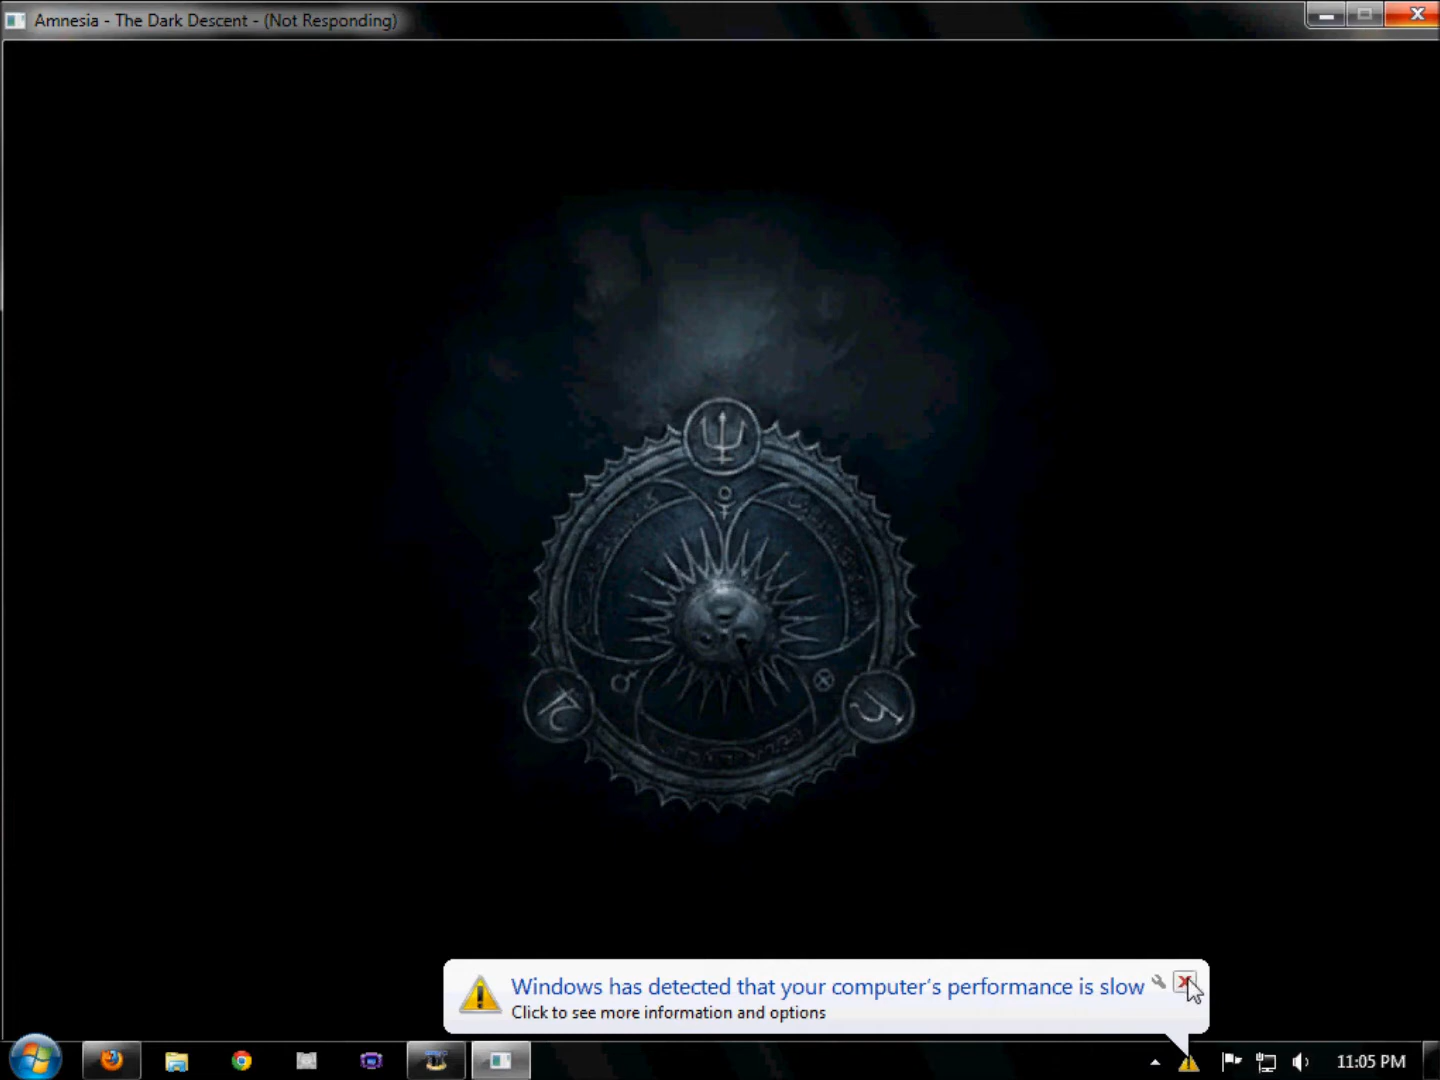 Amnesia - The Dark Descent - (Not Responding)
Windows has detected that your computer's performance is slow
Click to see more information and options
11:05 PM